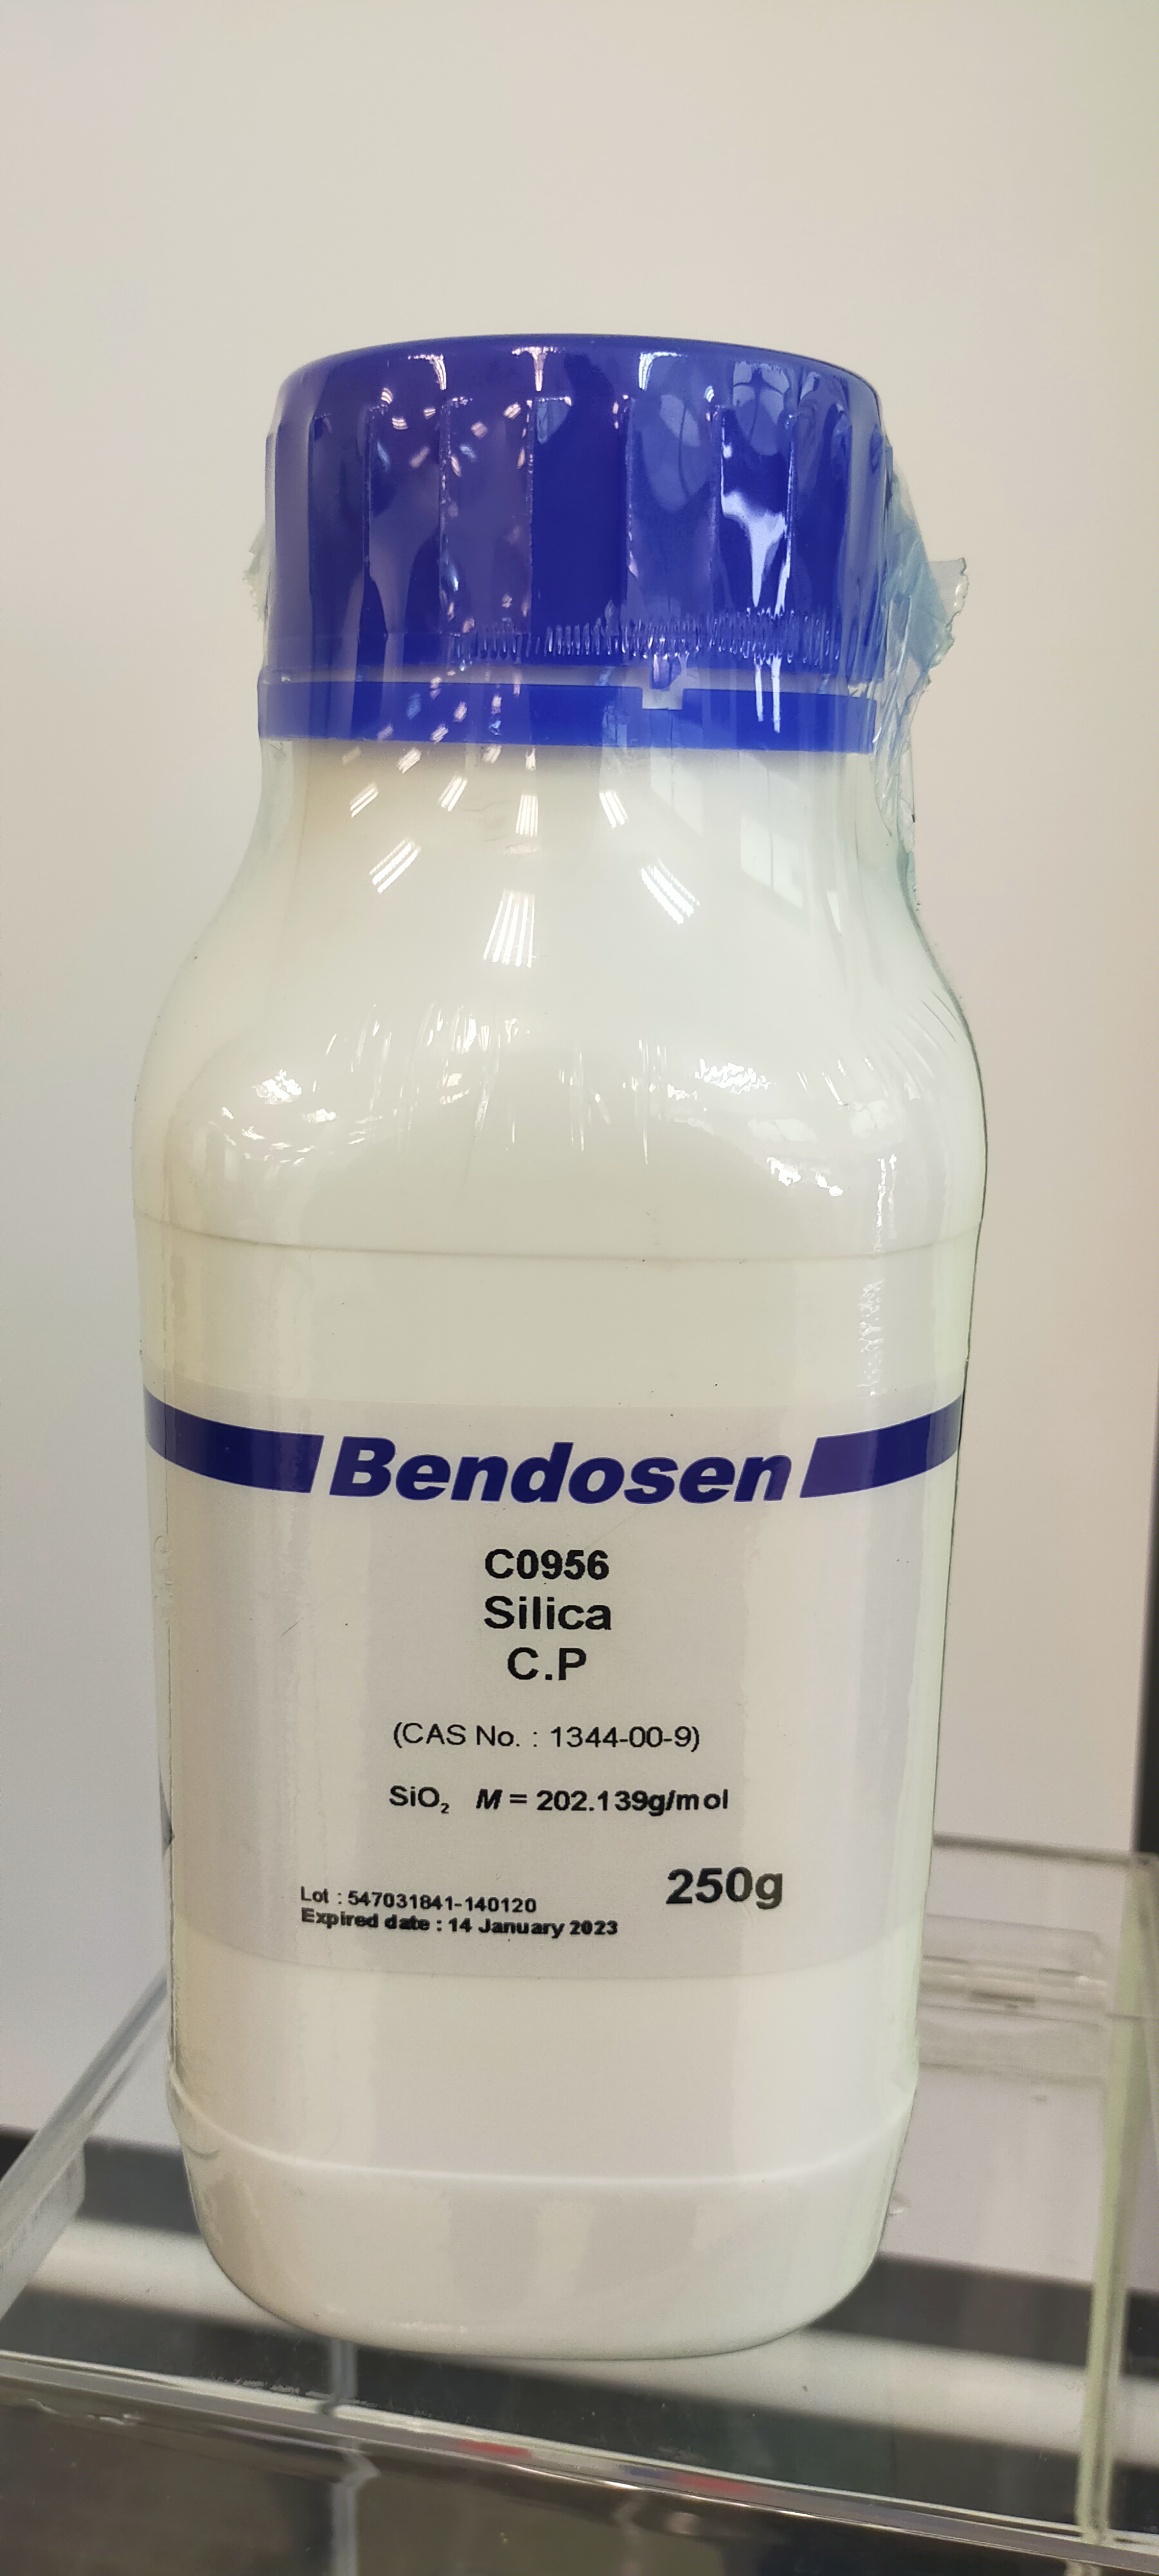 Bendosen
C0956
Silica
C.P
(CAS No. : 1344-00-9)
SiO₂ M = 202.139g/mol
250g
Lot : 547031841-140120
Expired date : 14 January 2023